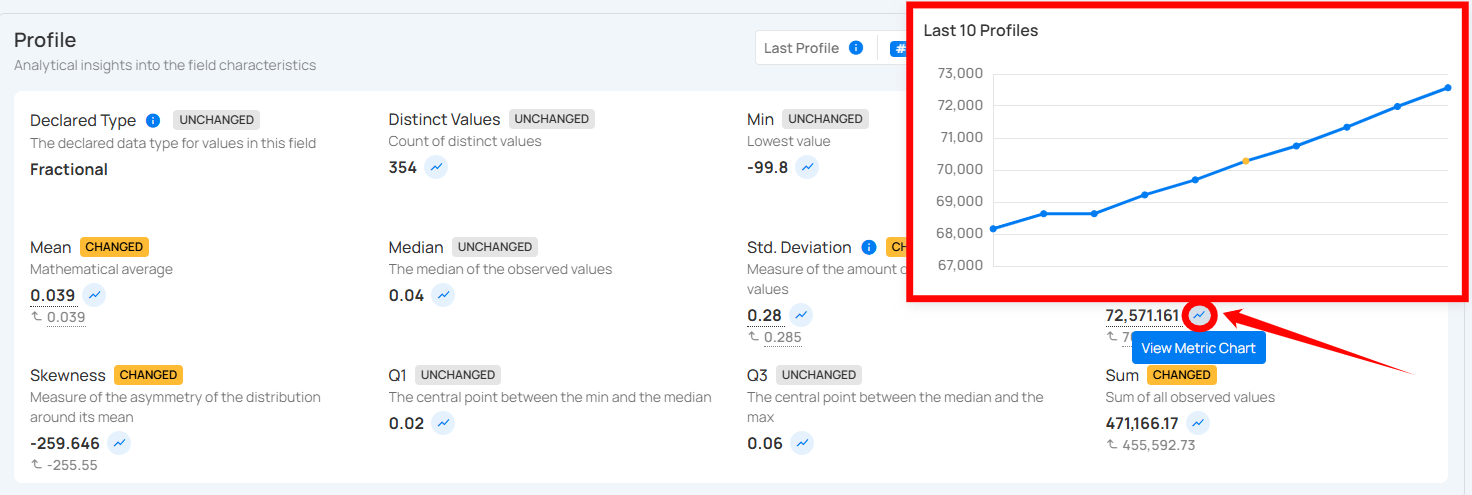 Profile
Analytical insights into the field characteristics
Last Profile
#
Last 10 Profiles
73,000
72,000
71,000
70,000
69,000
68,000
67,000
Declared Type UNCHANGED
The declared data type for values in this field
Fractional
Distinct Values UNCHANGED
Count of distinct values
354
Min UNCHANGED
Lowest value
-99.8
Mean CHANGED
Mathematical average
0.039
0.039
Median UNCHANGED
The median of the observed values
0.04
Std. Deviation
Measure of the amount
values
0.28
0.285
72,571.161
View Metric Chart
Skewness CHANGED
Measure of the asymmetry of the distribution
around its mean
-259.646
-255.55
Q1 UNCHANGED
The central point between the min and the median
0.02
Q3 UNCHANGED
The central point between the median and the
max
0.06
Sum CHANGED
Sum of all observed values
471,166.17
455,592.73